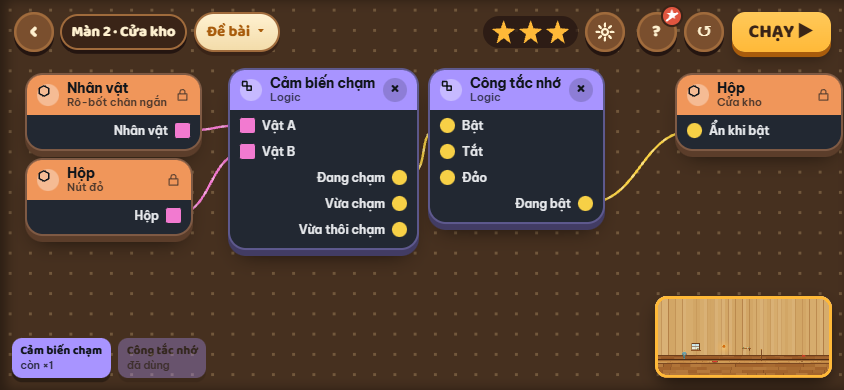 Màn 2 · Cửa kho
Đề bài
?
CHẠY
Nhân vật
Rô-bốt chân ngắn
Nhân vật
Hộp
Nút đỏ
Hộp
Cảm biến chạm
Logic
Vật A
Vật B
Đang chạm
Vừa chạm
Vừa thôi chạm
Công tắc nhớ
Logic
Bật
Tắt
Đảo
Đang bật
Hộp
Cửa kho
Ẩn khi bật
Cảm biến chạm
còn ×1
Công tắc nhớ
đã dùng